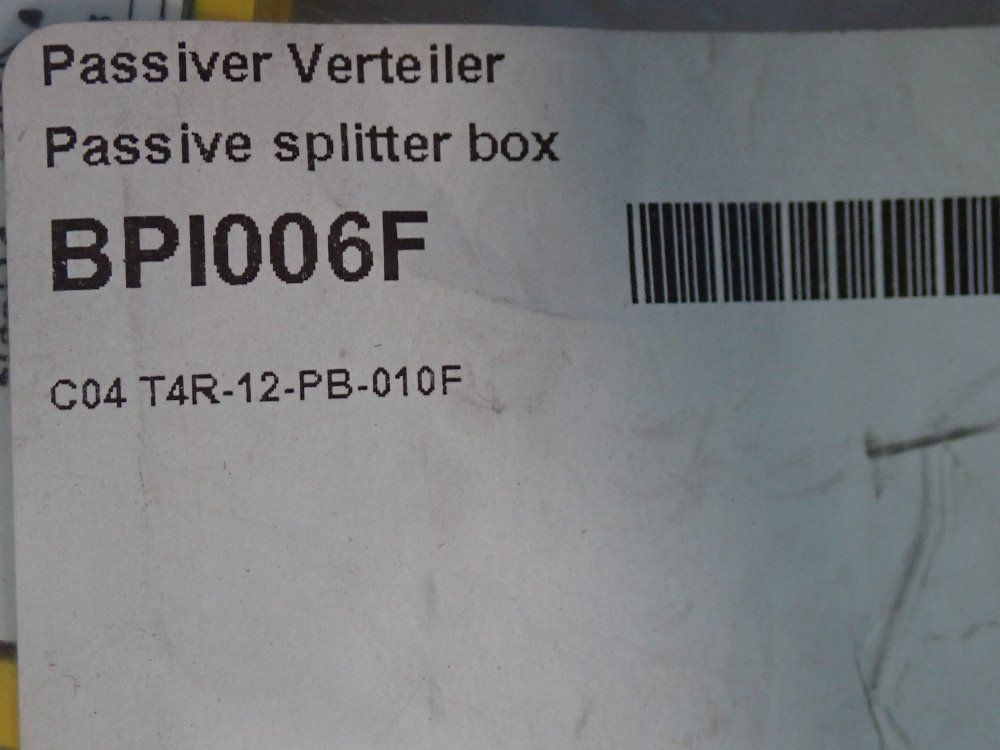 Passiver Verteiler
Passive splitter box
BPI006F
C04 T4R-12-PB-010F